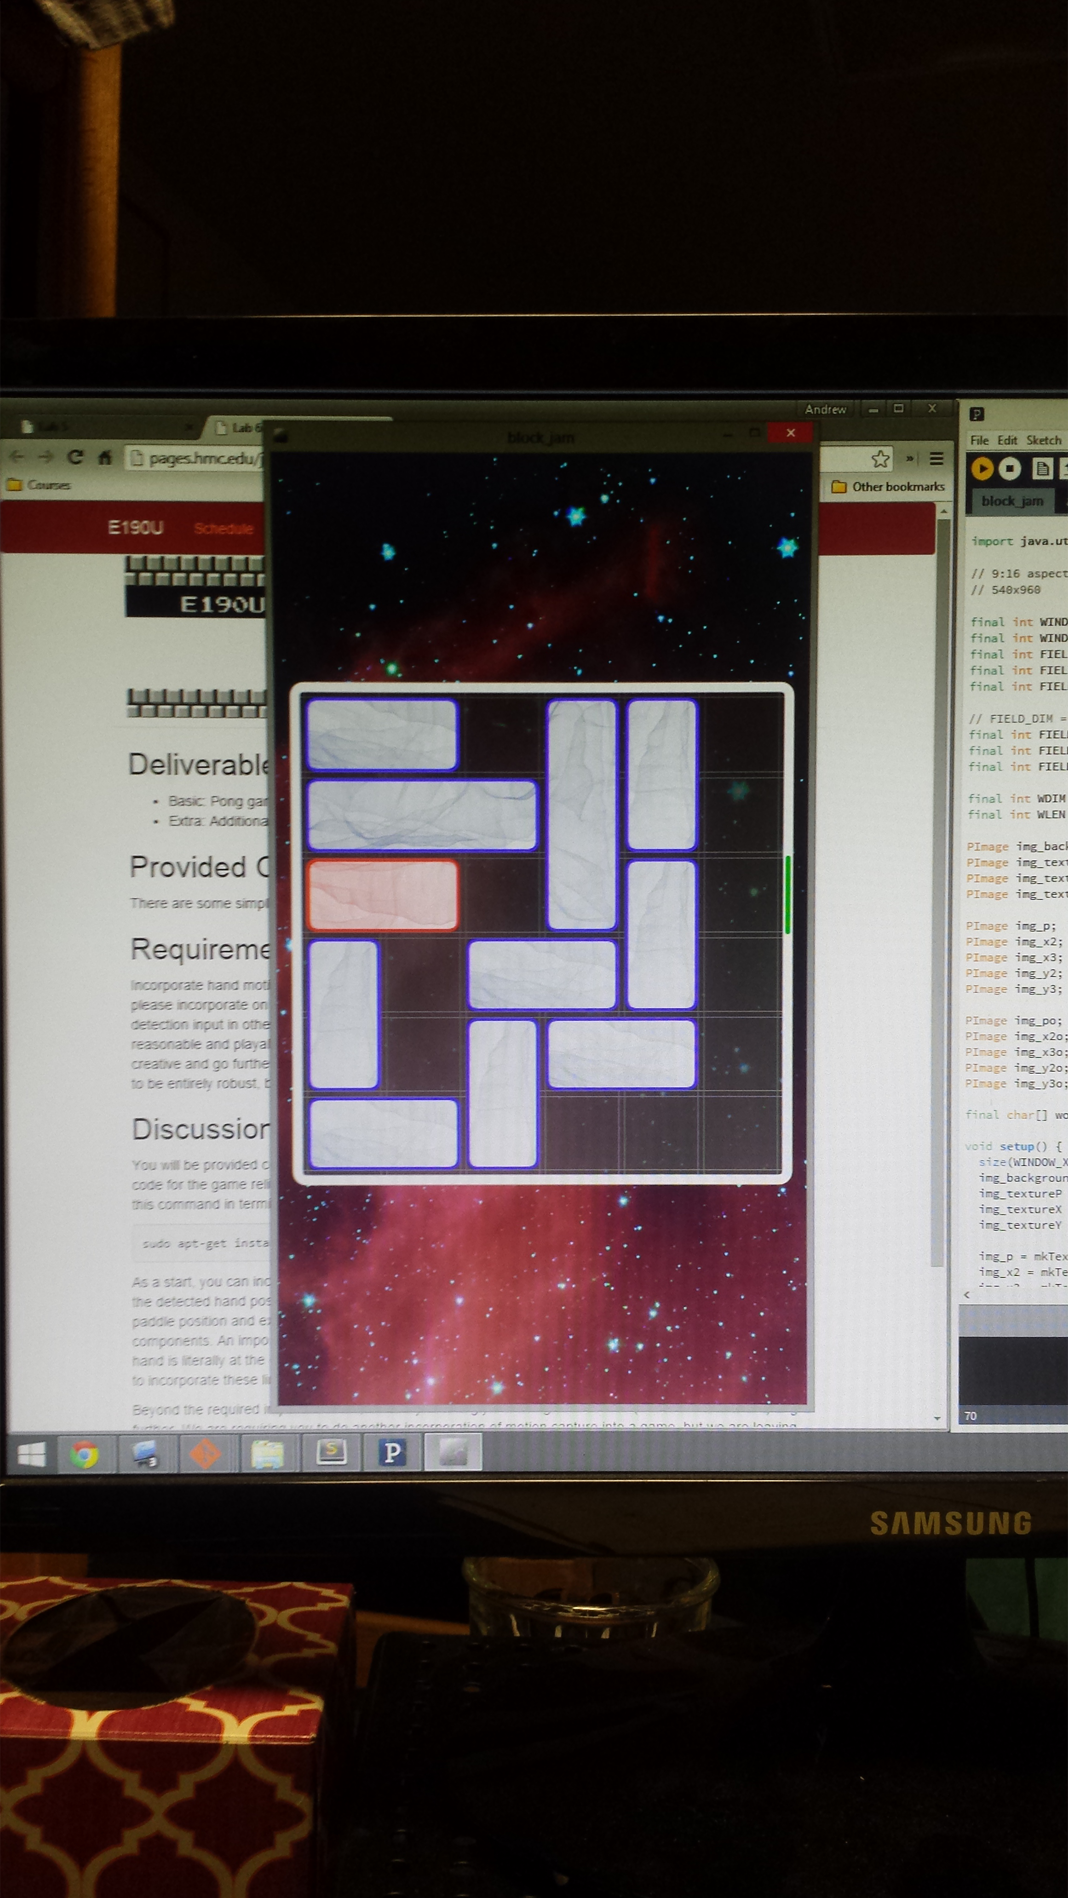 Andrew
Lab 5
Lab 6
block_jam
pages.hmc.edu/j
Courses
Other bookmarks
E190U
Schedule
E190U
Deliverable
• Basic: Pong gar
• Extra: Additiona
Provided C
There are some simpl
Requireme
Incorporate hand moti
please incorporate on
detection input in othe
reasonable and playal
creative and go furthe
to be entirely robust, b
Discussion
You will be provided c
code for the game reli
this command in termi
sudo apt-get insta
As a start, you can inc
the detected hand pos
paddle position and e
components. An impo
hand is literally at the
to incorporate these li
Beyond the required i
File Edit Sketch
block_jam
import java.ut
// 9:16 aspect
// 540x960
final int WIND
final int WIND
final int FIEL
final int FIEL
final int FIEL
// FIELD_DIM =
final int FIEL
final int FIEL
final int FIEL
final int WDIM
final int WLEN
PImage img_back
PImage img_text
PImage img_text
PImage img_text
PImage img_p;
PImage img_x2;
PImage img_x3;
PImage img_y2;
PImage img_y3;
PImage img_po;
PImage img_x2o;
PImage img_x3o;
PImage img_y2o;
PImage img_y3o;
final char[] wo
void setup() {
size(WINDOW_X
img_backgroun
img_textureP
img_textureX
img_textureY
img_p = mkTex
img_x2 = mkTe
70
SAMSUNG